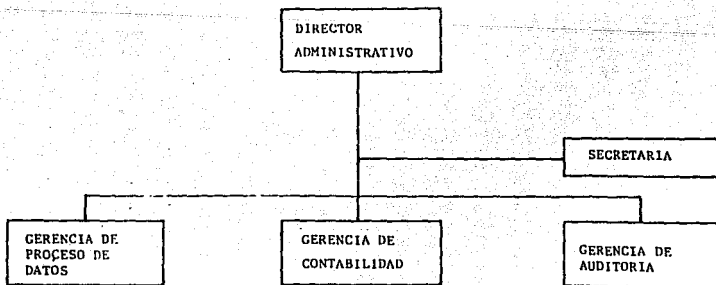 DIRECTOR
ADMINISTRATIVO
SECRETARIA
GERENCIA DE
PROCESO DE
DATOS
GERENCIA DE
CONTABILIDAD
GERENCIA DE
AUDITORIA